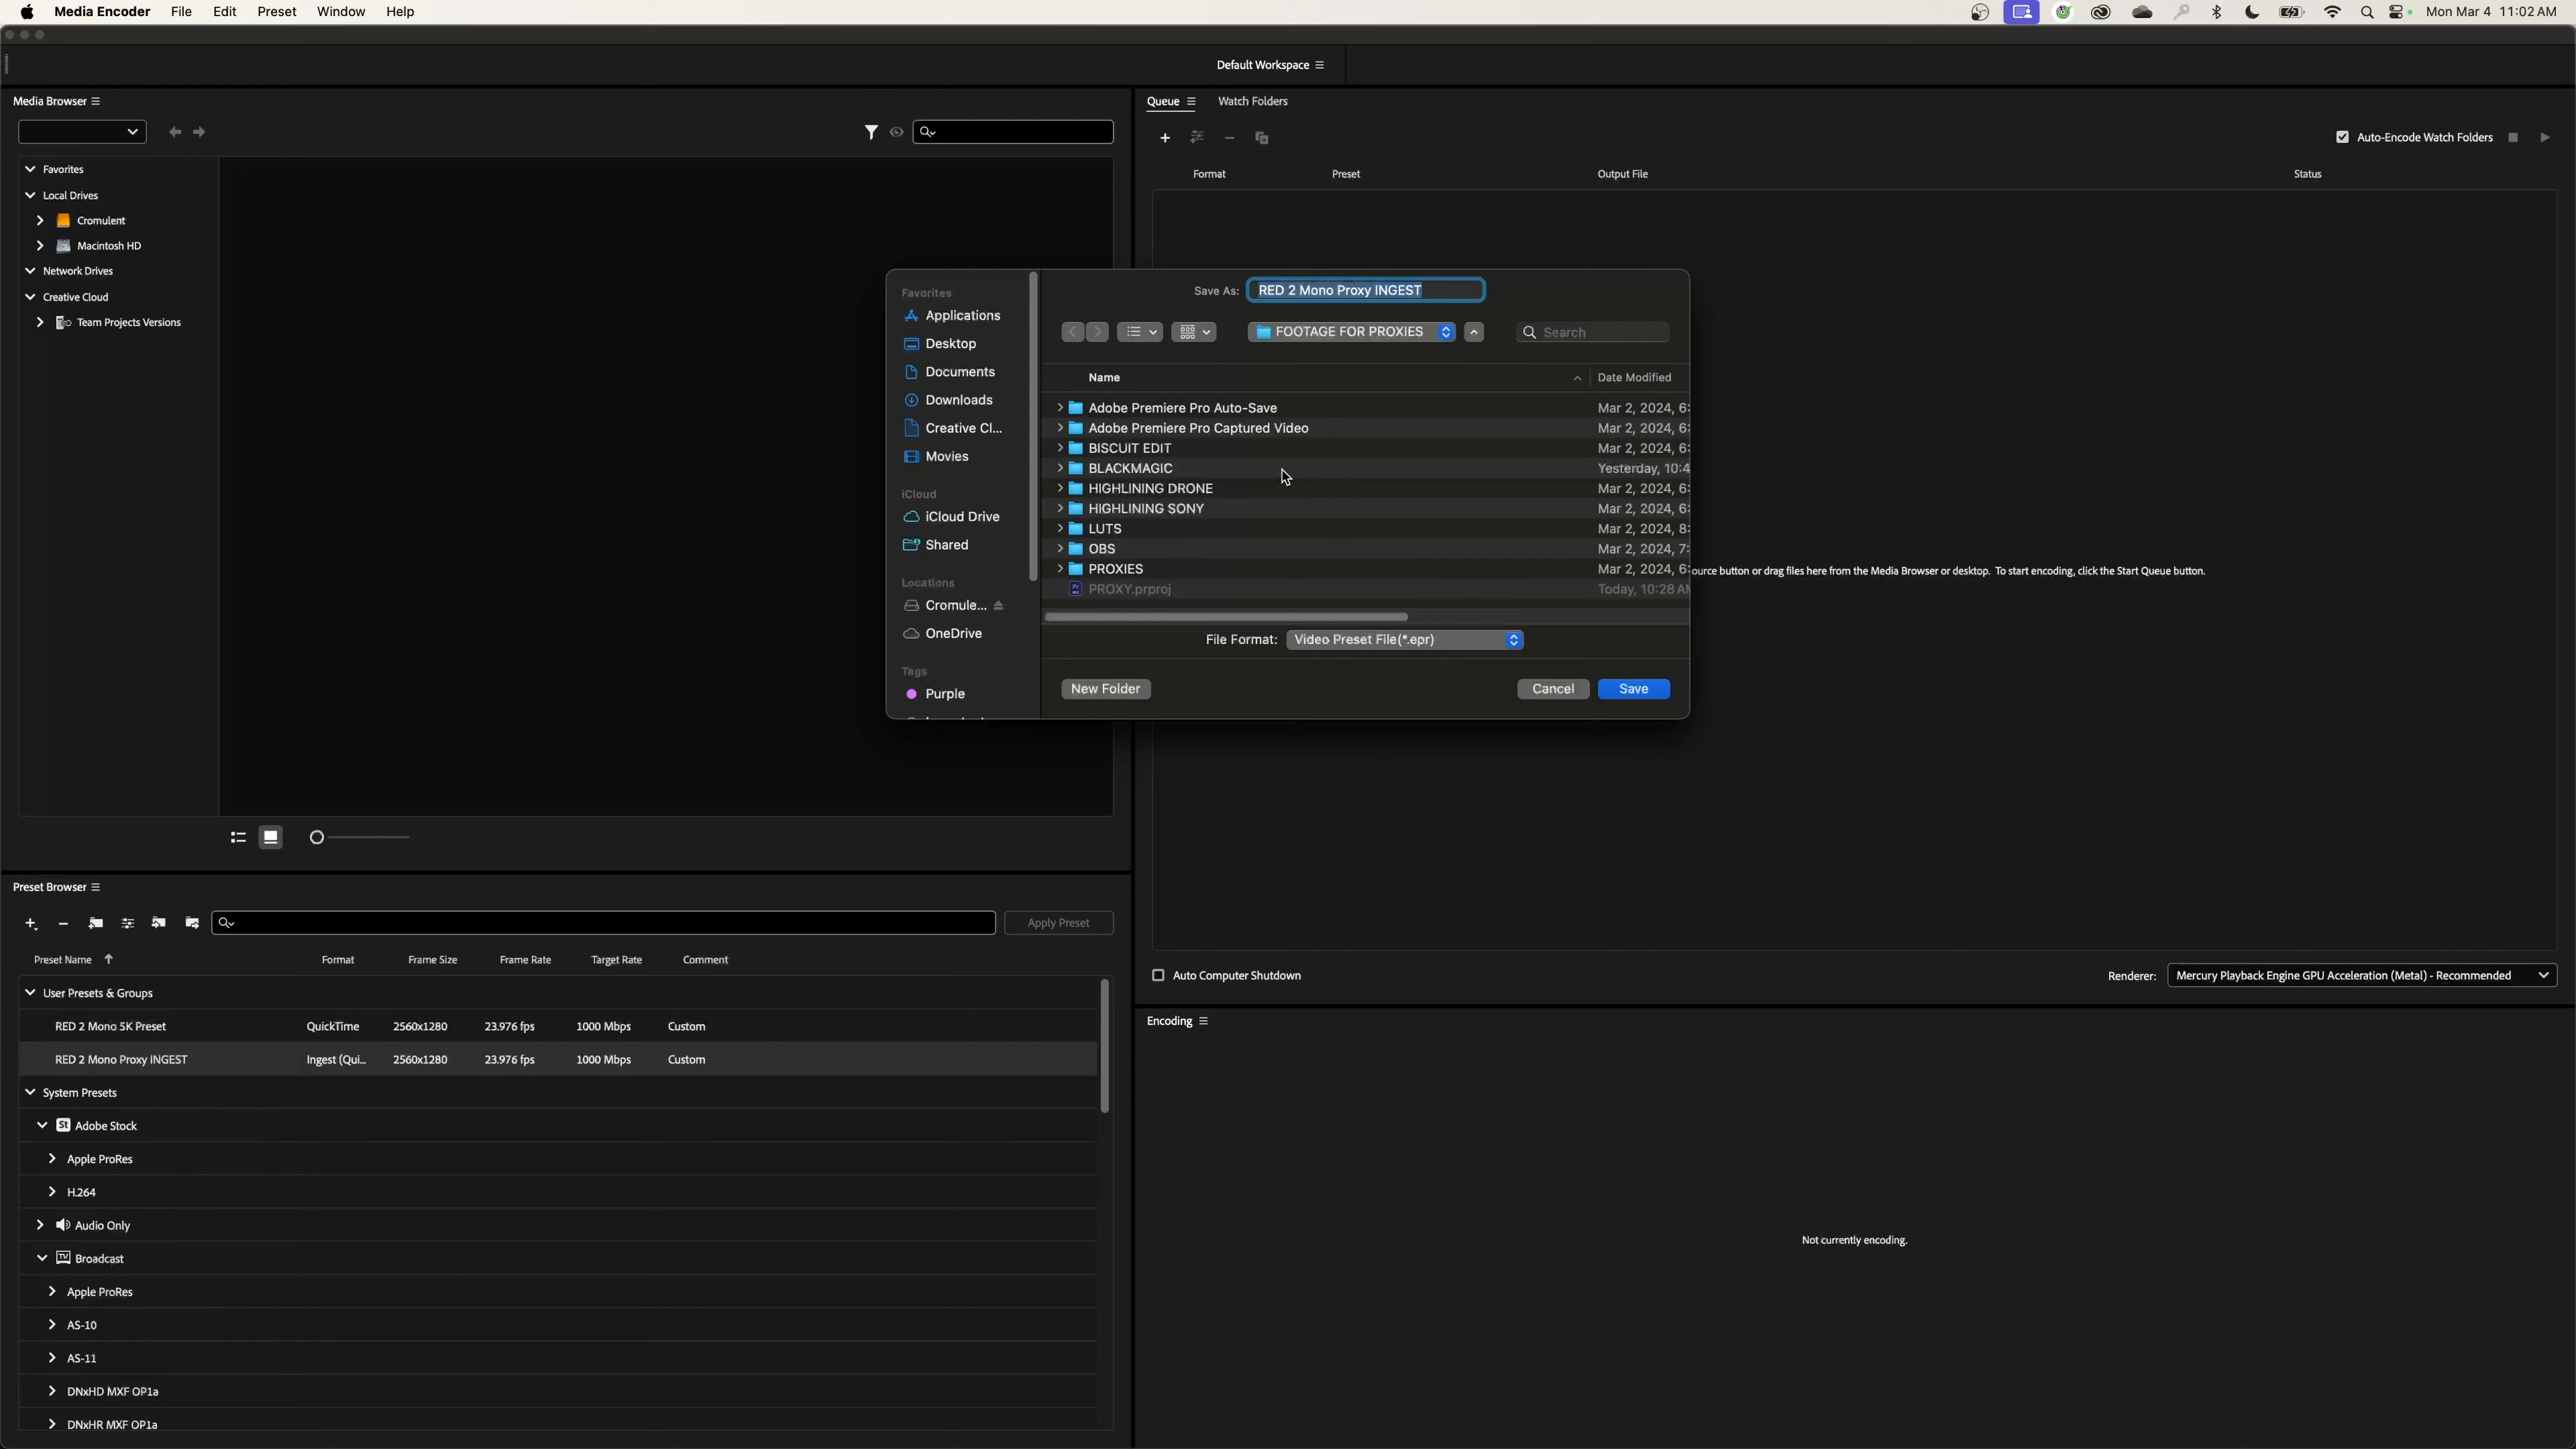 Media Encoder File Edit Preset Window Help
Mon Mar 4 11:02 AM
Default Workspace
Media Browser
Favorites
Local Drives
Cromulent
Macintosh HD
Network Drives
Creative Cloud
Team Projects Versions
Queue Watch Folders
Auto-Encode Watch Folders
Format Preset Output File Status
Favorites
Applications
Desktop
Documents
Downloads
Creative Cl...
Movies
iCloud
iCloud Drive
Shared
Locations
Cromule...
OneDrive
Tags
Purple
Save As: RED 2 Mono Proxy INGEST
FOOTAGE FOR PROXIES
Search
Name Date Modified
Adobe Premiere Pro Auto-Save Mar 2, 2024, 6:
Adobe Premiere Pro Captured Video Mar 2, 2024, 6:
BISCUIT EDIT Mar 2, 2024, 6:
BLACKMAGIC Yesterday, 10:4
HIGHLINING DRONE Mar 2, 2024, 6:
HIGHLINING SONY Mar 2, 2024, 6:
LUTS Mar 2, 2024, 8:
OBS Mar 2, 2024, 7:
PROXIES Mar 2, 2024, 6:
PROXY.prproj Today, 10:28 AM
File Format: Video Preset File(*.epr)
New Folder Cancel Save
ource button or drag files here from the Media Browser or desktop. To start encoding, click the Start Queue button.
Preset Browser
Apply Preset
Preset Name Format Frame Size Frame Rate Target Rate Comment
User Presets & Groups
RED 2 Mono 5K Preset QuickTime 2560x1280 23.976 fps 1000 Mbps Custom
RED 2 Mono Proxy INGEST Ingest (Qui... 2560x1280 23.976 fps 1000 Mbps Custom
System Presets
St Adobe Stock
Apple ProRes
H.264
Audio Only
TV Broadcast
Apple ProRes
AS-10
AS-11
DNxHD MXF OP1a
DNxHR MXF OP1a
Auto Computer Shutdown
Renderer: Mercury Playback Engine GPU Acceleration (Metal) - Recommended
Encoding
Not currently encoding.